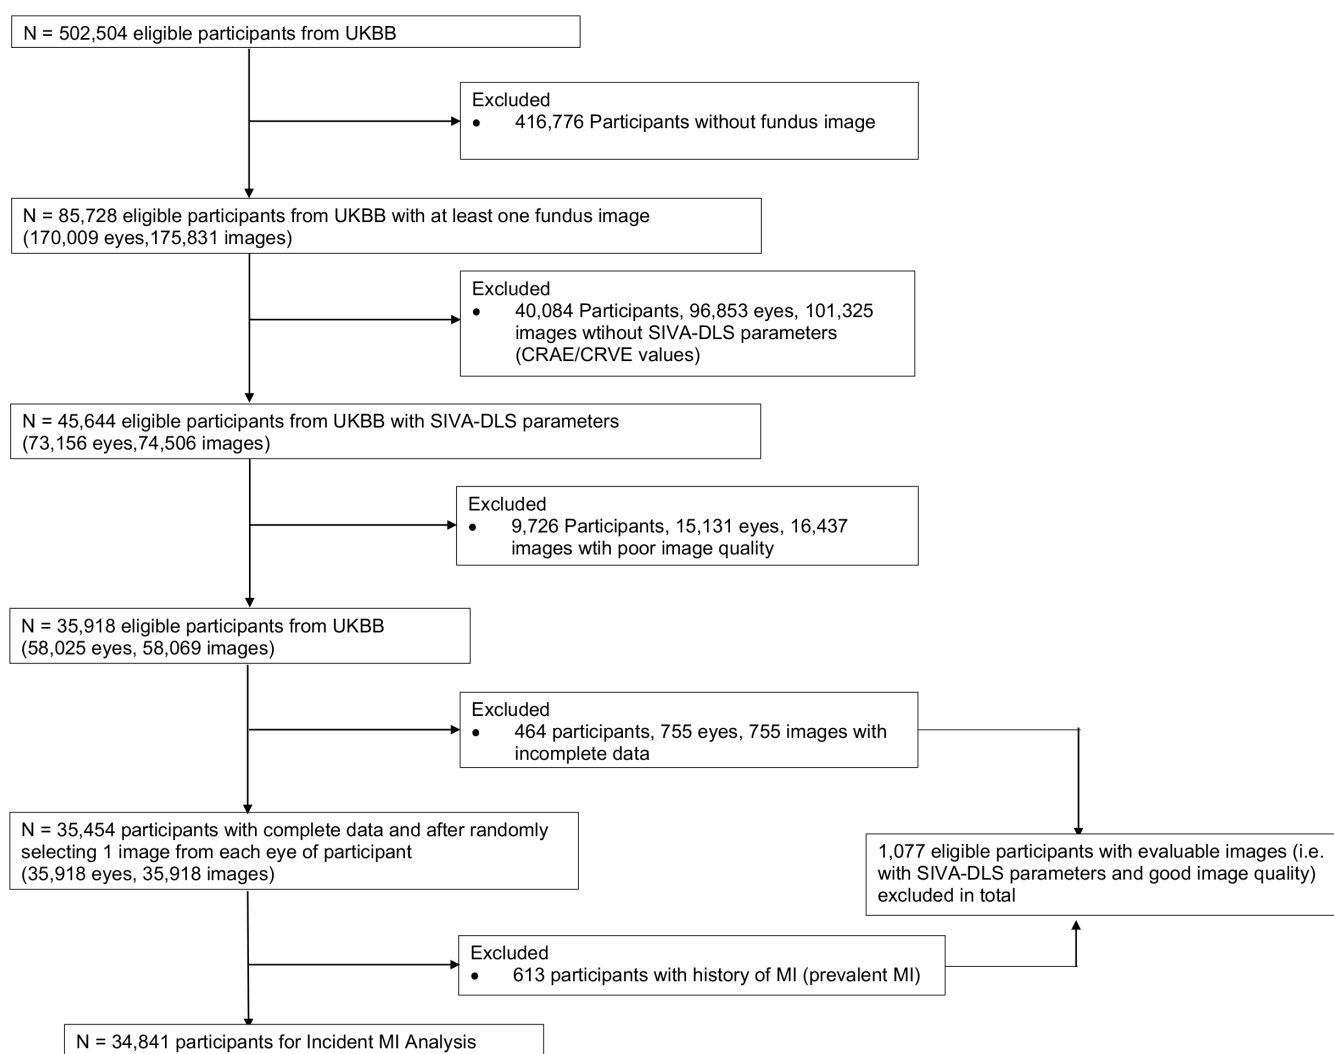 N = 502,504 eligible participants from UKBB
Excluded
• 416,776 Participants without fundus image
N = 85,728 eligible participants from UKBB with at least one fundus image
(170,009 eyes,175,831 images)
Excluded
• 40,084 Participants, 96,853 eyes, 101,325
images wtihout SIVA-DLS parameters
(CRAE/CRVE values)
N = 45,644 eligible participants from UKBB with SIVA-DLS parameters
(73,156 eyes,74,506 images)
Excluded
• 9,726 Participants, 15,131 eyes, 16,437
images wtih poor image quality
N = 35,918 eligible participants from UKBB
(58,025 eyes, 58,069 images)
Excluded
• 464 participants, 755 eyes, 755 images with
incomplete data
N = 35,454 participants with complete data and after randomly
selecting 1 image from each eye of participant
(35,918 eyes, 35,918 images)
1,077 eligible participants with evaluable images (i.e.
with SIVA-DLS parameters and good image quality)
excluded in total
Excluded
• 613 participants with history of MI (prevalent MI)
N = 34,841 participants for Incident MI Analysis